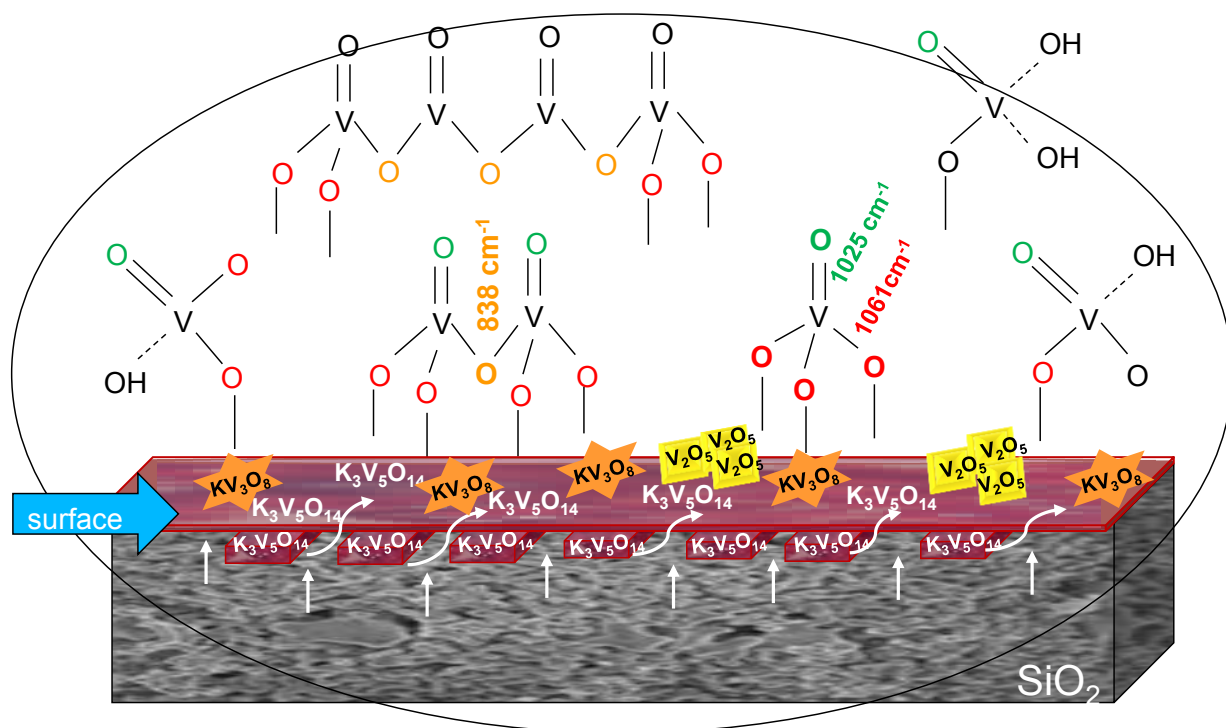 O O O O
O OH
V V V V
V
O O O O O O O O O
O OH
O O O
O O
O
OH
838 cm⁻¹
1025 cm⁻¹
1061cm⁻¹
V V V V V
OH O
O O O O O
O O O
O O
V₂O₅ V₂O₅ V₂O₅
V₂O₅ V₂O₅ V₂O₅
KV₃O₈ KV₃O₈ KV₃O₈ KV₃O₈ KV₃O₈
K₃V₅O₁₄
K₃V₅O₁₄ K₃V₅O₁₄ K₃V₅O₁₄ K₃V₅O₁₄
surface
K₃V₅O₁₄ K₃V₅O₁₄ K₃V₅O₁₄ K₃V₅O₁₄ K₃V₅O₁₄ K₃V₅O₁₄ K₃V₅O₁₄
SiO₂